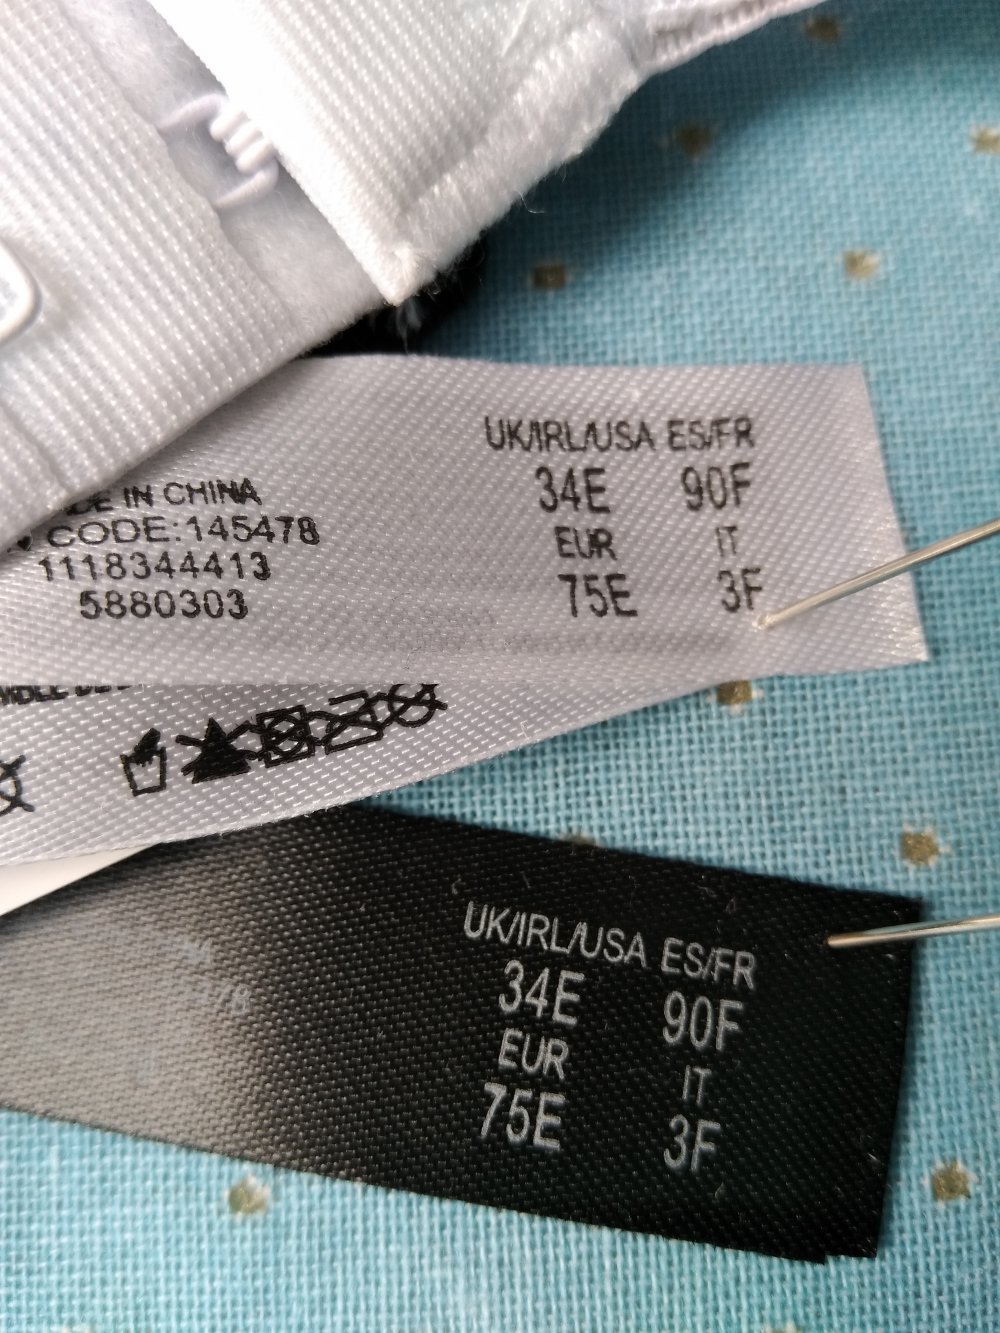 UK/IRL/USA ES/FR
34E 90F
EUR IT
75E 3F
IN CHINA
CODE:145478
1118344413
5880303
UK/IRL/USA ES/FR
34E 90F
EUR IT
75E 3F